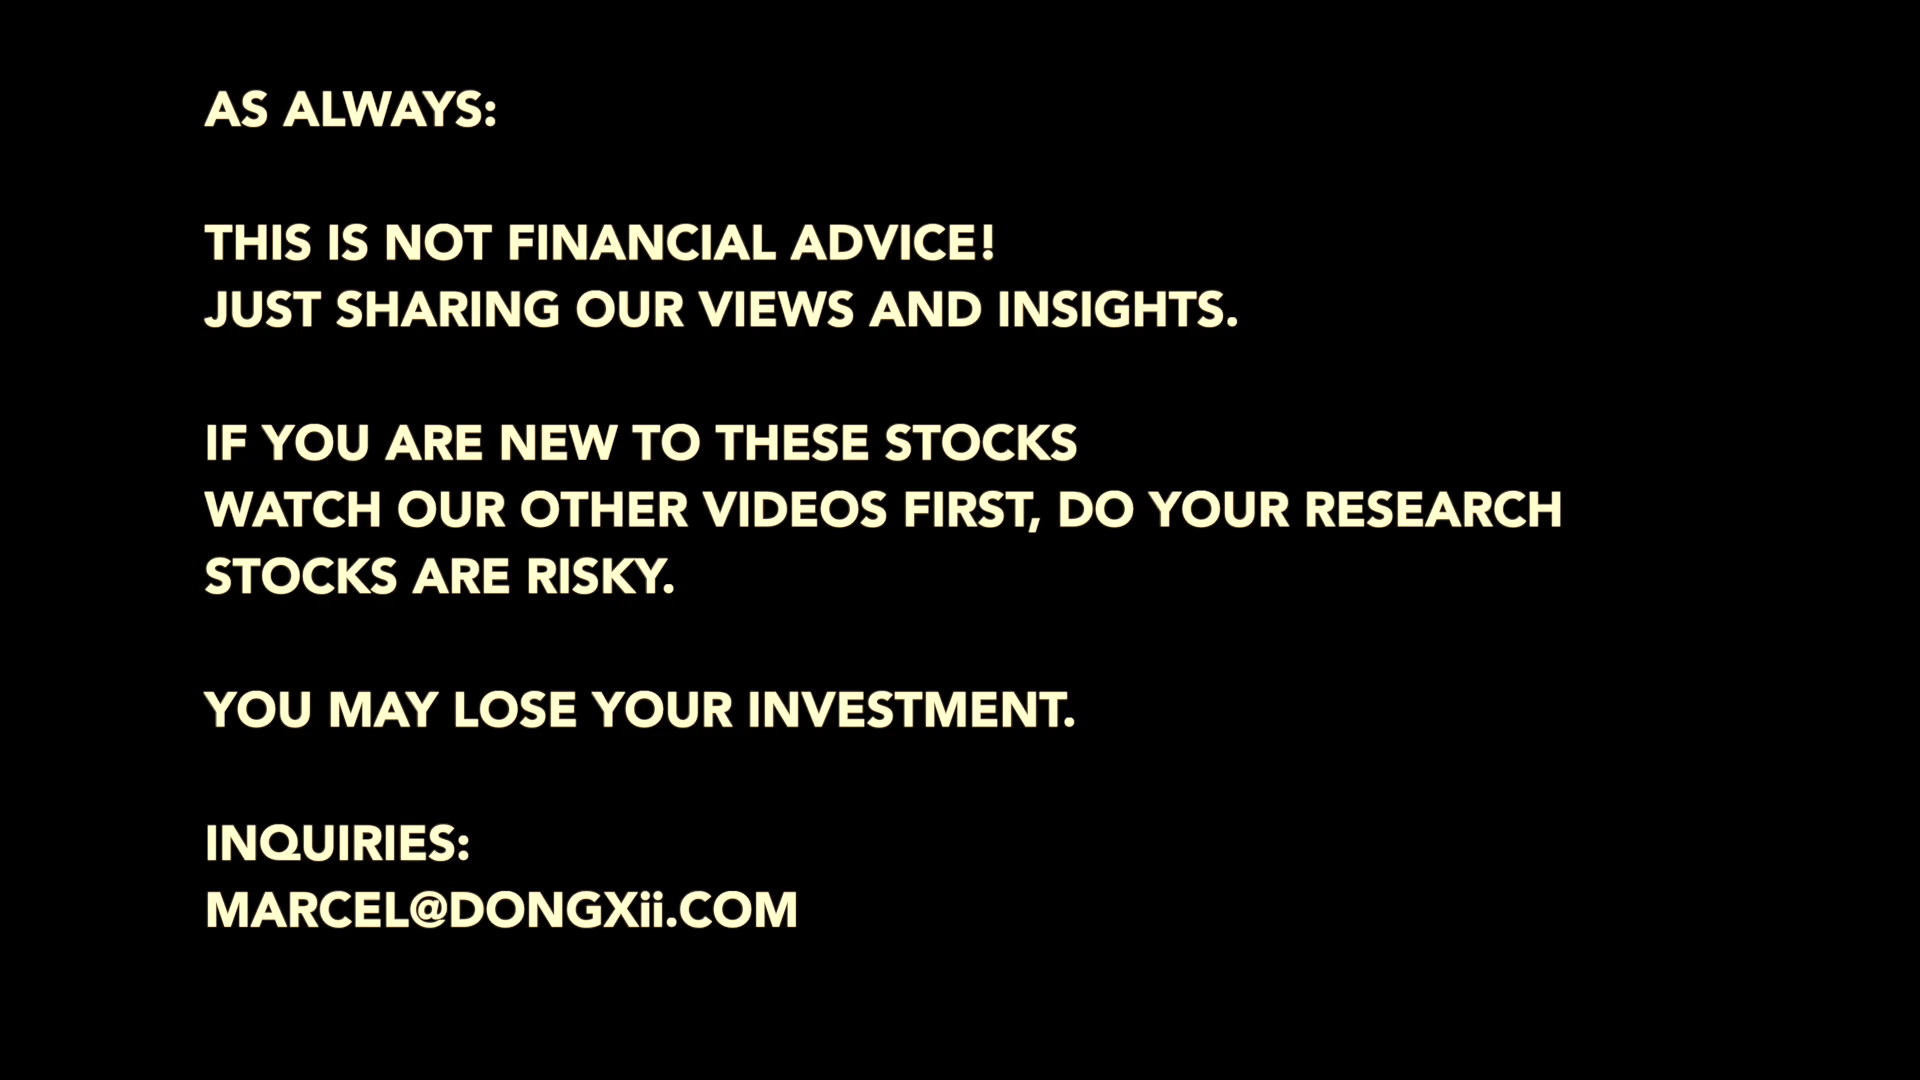 AS ALWAYS:
THIS IS NOT FINANCIAL ADVICE!
JUST SHARING OUR VIEWS AND INSIGHTS.
IF YOU ARE NEW TO THESE STOCKS
WATCH OUR OTHER VIDEOS FIRST, DO YOUR RESEARCH
STOCKS ARE RISKY.
YOU MAY LOSE YOUR INVESTMENT.
INQUIRIES:
MARCEL@DONGXii.COM